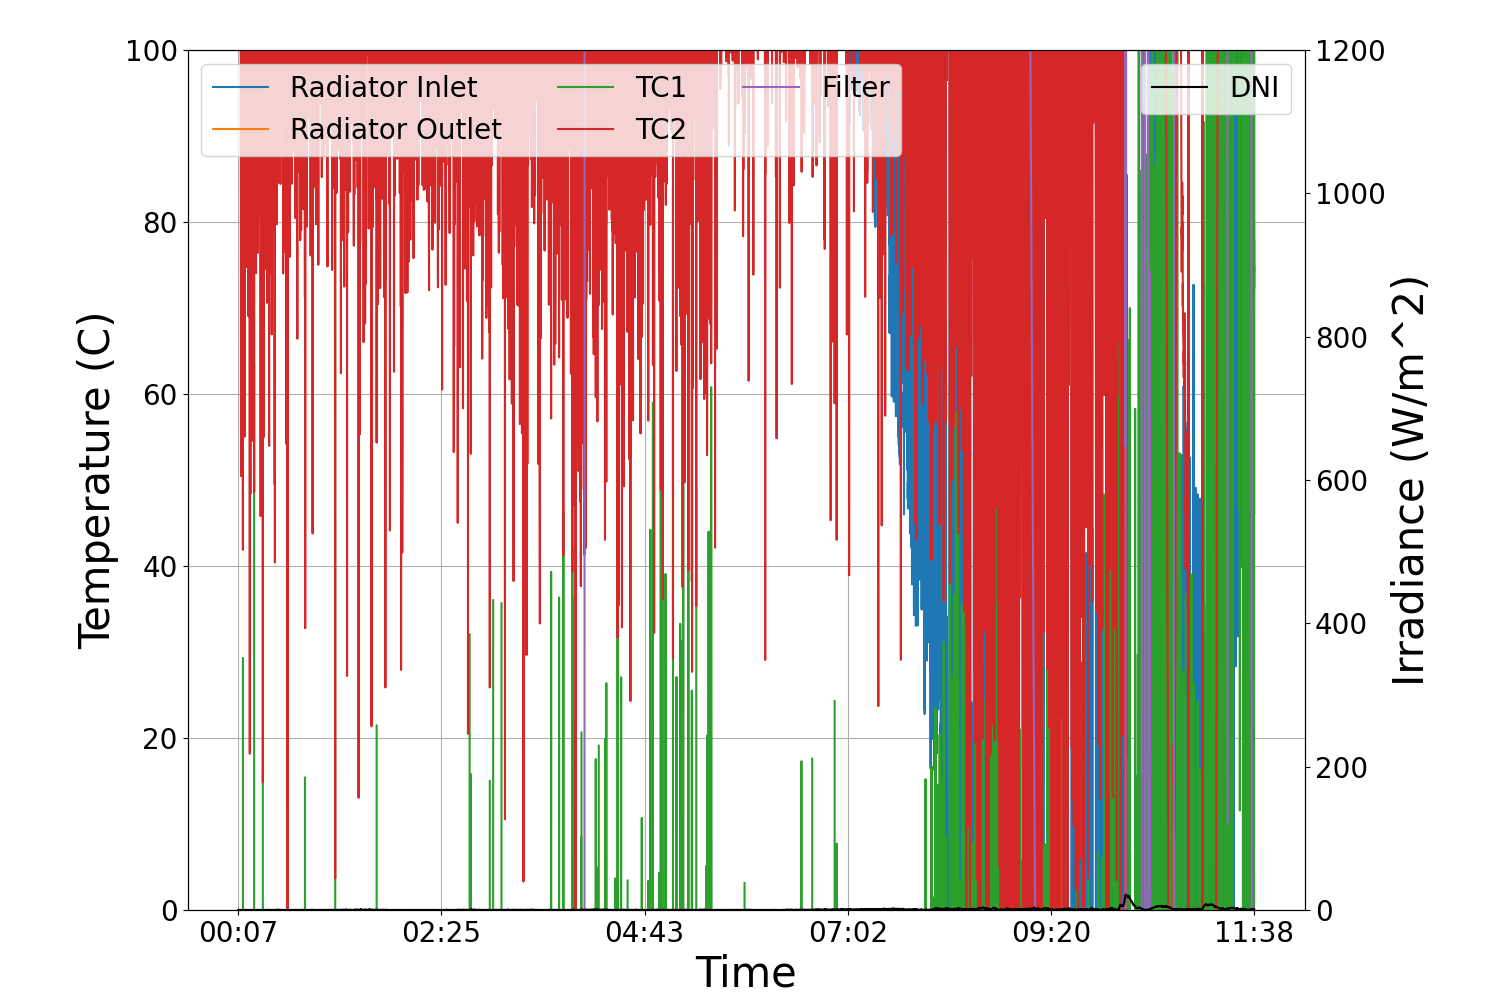 100
80
60
40
20
0
Temperature (C)
Radiator Inlet
Radiator Outlet
TC1
TC2
Filter
DNI
1200
1000
800
600
400
200
0
Irradiance (W/m^2)
00:07
02:25
04:43
07:02
09:20
11:38
Time